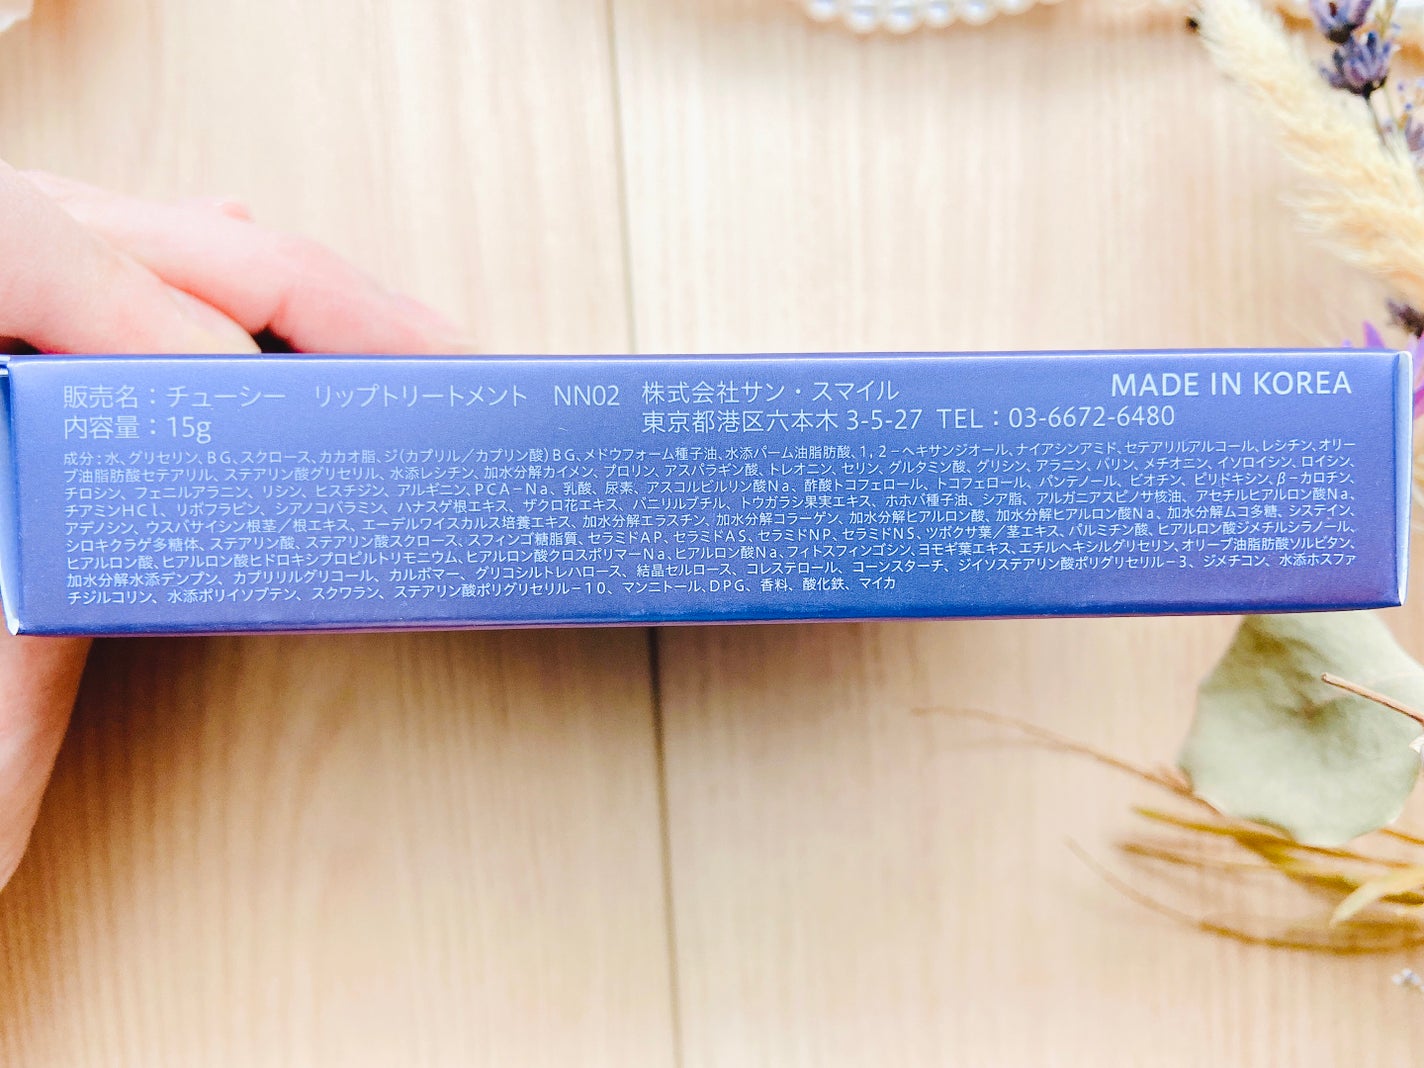 販売名：チューシー　リップトリートメント　NN02
内容量：15g
株式会社サン・スマイル
東京都港区六本木 3-5-27 TEL：03-6672-6480
MADE IN KOREA
成分：水、グリセリン、BG、スクロース、カカオ脂、ジ（カプリル／カプリン酸）BG、メドウフォーム種子油、水添パーム油脂肪酸、1，2－ヘキサンジオール、ナイアシンアミド、セテアリルアルコール、レシチン、オリー
ブ油脂肪酸セテアリル、ステアリン酸グリセリル、水添レシチン、加水分解カイメン、プロリン、アスパラギン酸、トレオニン、セリン、グルタミン酸、グリシン、アラニン、バリン、メチオニン、イソロイシン、ロイシン、
チロシン、フェニルアラニン、リシン、ヒスチジン、アルギニン、PCA－Na、乳酸、尿素、アスコルビルリン酸Na、酢酸トコフェロール、トコフェロール、パンテノール、ビオチン、ピリドキシン、β－カロチン、
チアミンHCl、リボフラビン、シアノコバラミン、ハナスゲ根エキス、ザクロ花エキス、バニリルブチル、トウガラシ果実エキス、ホホバ種子油、シア脂、アルガニアスピノサ核油、アセチルヒアルロン酸Na、
アデノシン、ウスバサイシン根茎／根エキス、エーデルワイスカルス培養エキス、加水分解エラスチン、加水分解コラーゲン、加水分解ヒアルロン酸、加水分解ヒアルロン酸Na、加水分解ムコ多糖、システイン、
シロキクラゲ多糖体、ステアリン酸、ステアリン酸スクロース、スフィンゴ糖脂質、セラミドAP、セラミドAS、セラミドNP、セラミドNS、ツボクサ葉／茎エキス、パルミチン酸、ヒアルロン酸ジメチルシラノール、
ヒアルロン酸、ヒアルロン酸ヒドロキシプロピルトリモニウム、ヒアルロン酸クロスポリマーNa、ヒアルロン酸Na、フィトスフィンゴシン、ヨモギ葉エキス、エチルヘキシルグリセリン、オリーブ油脂肪酸ソルビタン、
加水分解水添デンプン、カプリリルグリコール、カルボマー、グリコシルトレハロース、結晶セルロース、コレステロール、コーンスターチ、ジイソステアリン酸ポリグリセリル－3、ジメチコン、水添ホスファ
チジルコリン、水添ポリイソブテン、スクワラン、ステアリン酸ポリグリセリル－10、マンニトール、DPG、香料、酸化鉄、マイカ